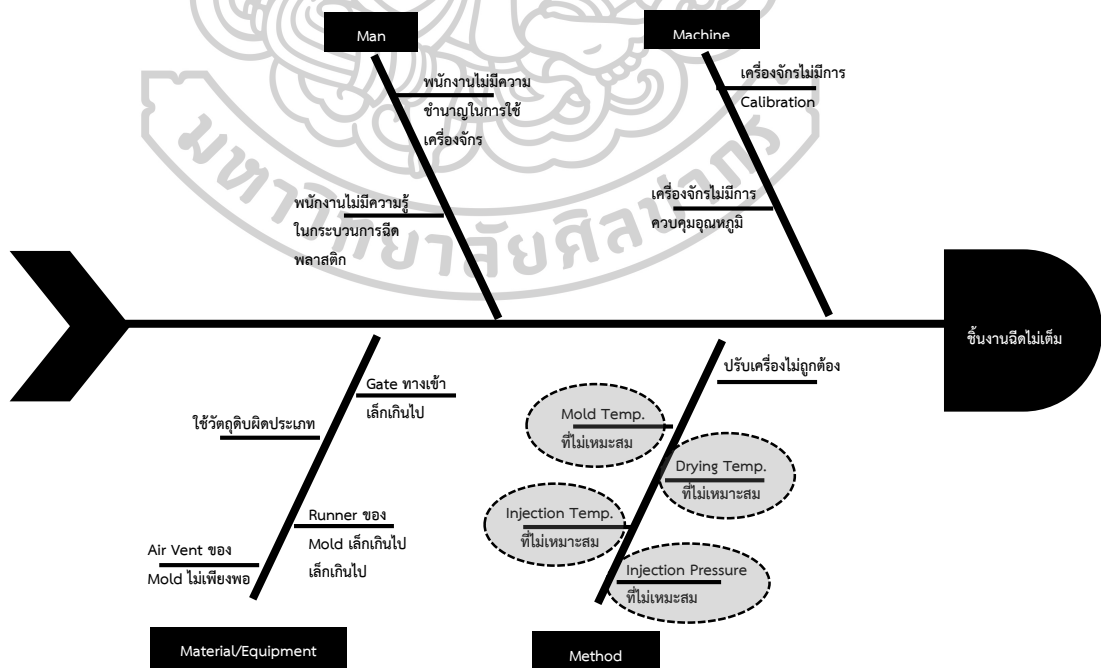 Man
Machine
พนักงานไม่มีความ
ชำนาญในการใช้
เครื่องจักร
เครื่องจักรไม่มีการ
Calibration
พนักงานไม่มีความรู้
ในกระบวนการฉีด
พลาสติก
เครื่องจักรไม่มีการ
ควบคุมอุณหภูมิ
มหาวิทยาลัยศิลปากร
ชิ้นงานฉีดไม่เต็ม
Gate ทางเข้า
เล็กเกินไป
ใช้วัตถุดิบผิดประเภท
Runner ของ
Mold เล็กเกินไป
เล็กเกินไป
Air Vent ของ
Mold ไม่เพียงพอ
ปรับเครื่องไม่ถูกต้อง
Mold Temp.
ที่ไม่เหมะสม
Drying Temp.
ที่ไม่เหมาะสม
Injection Temp.
ที่ไม่เหมาะสม
Injection Pressure
ที่ไม่เหมะสม
Material/Equipment
Method